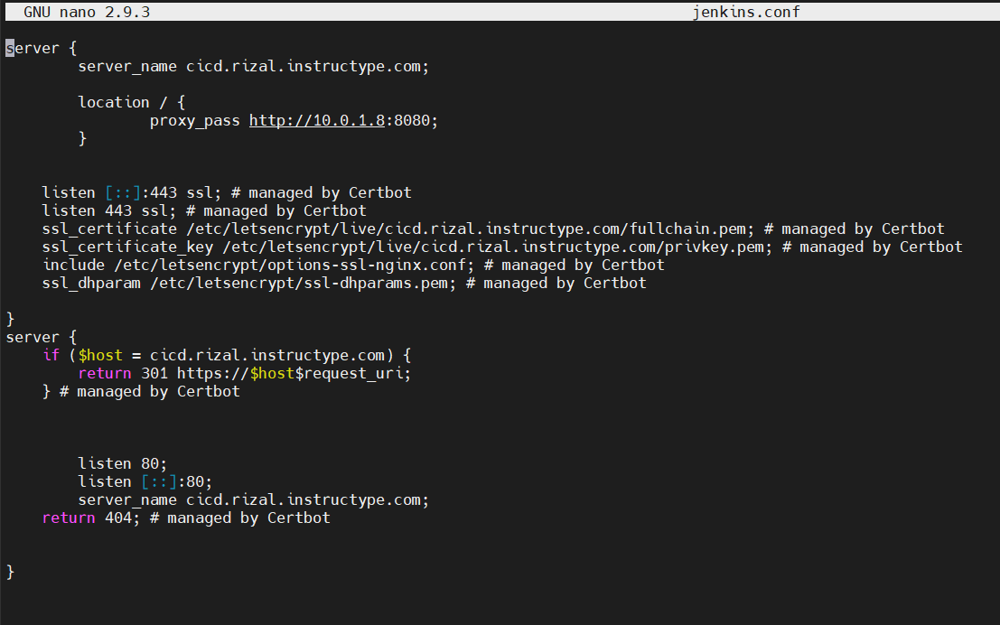 GNU nano 2.9.3 jenkins.conf
server {
server_name cicd.rizal.instructype.com;
location / {
proxy_pass http://10.0.1.8:8080;
}
listen [::]:443 ssl; # managed by Certbot
listen 443 ssl; # managed by Certbot
ssl_certificate /etc/letsencrypt/live/cicd.rizal.instructype.com/fullchain.pem; # managed by Certbot
ssl_certificate_key /etc/letsencrypt/live/cicd.rizal.instructype.com/privkey.pem; # managed by Certbot
include /etc/letsencrypt/options-ssl-nginx.conf; # managed by Certbot
ssl_dhparam /etc/letsencrypt/ssl-dhparams.pem; # managed by Certbot
}
server {
if ($host = cicd.rizal.instructype.com) {
return 301 https://$host$request_uri;
} # managed by Certbot
listen 80;
listen [::]:80;
server_name cicd.rizal.instructype.com;
return 404; # managed by Certbot
}